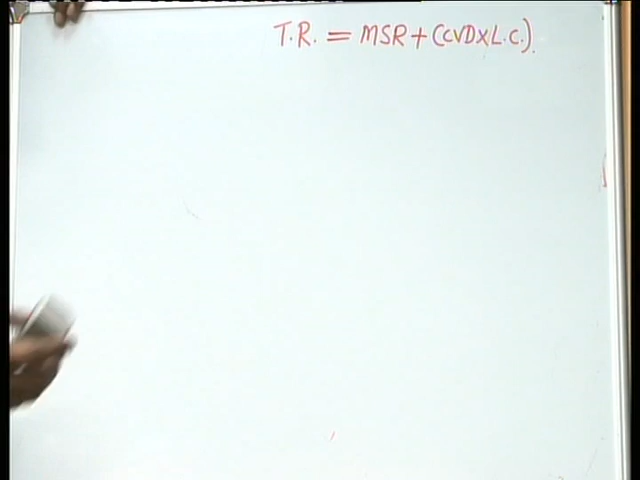 T.R. = MSR + (CVD×L.C.)